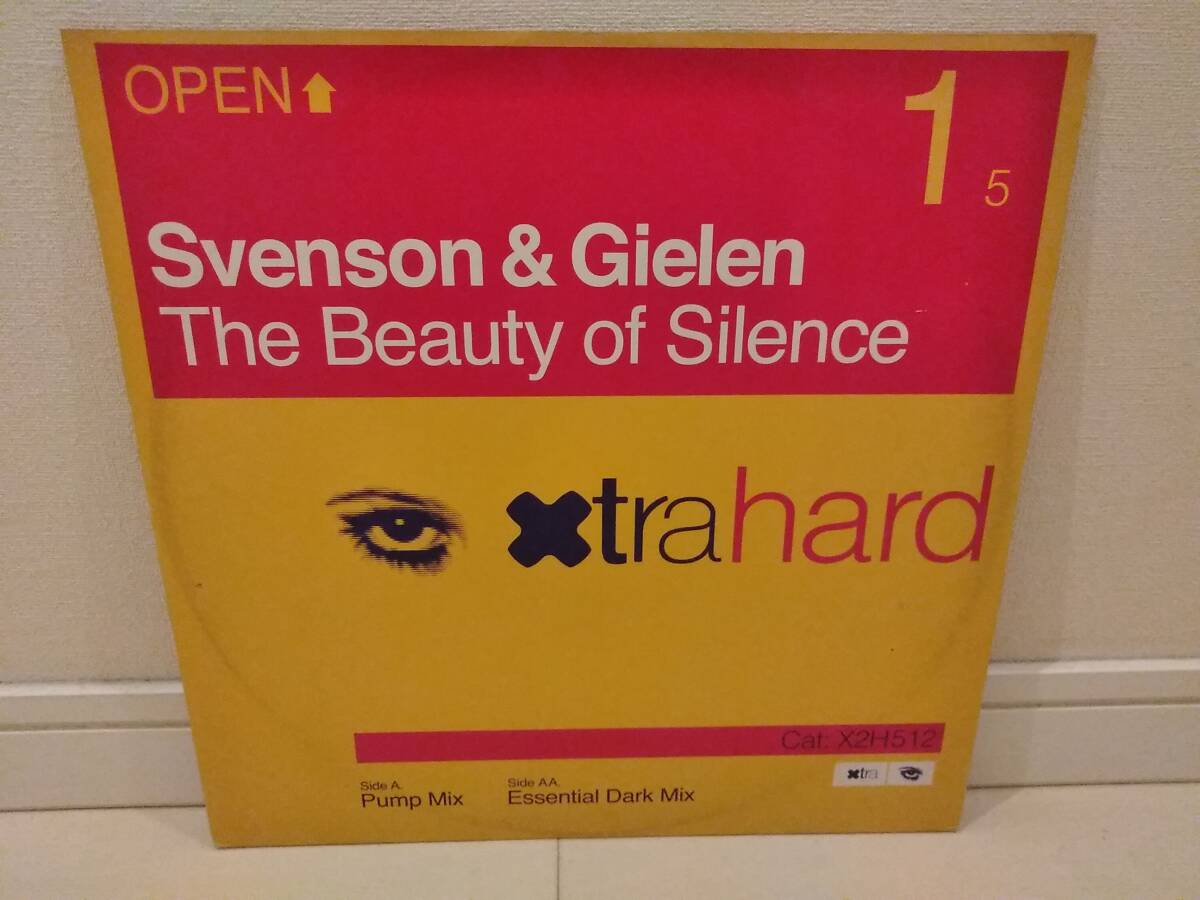 OPEN
1 5
Svenson & Gielen
The Beauty of Silence
xtrahard
Cat: X2H512
xtra
Side A.
Pump Mix
Side AA.
Essential Dark Mix